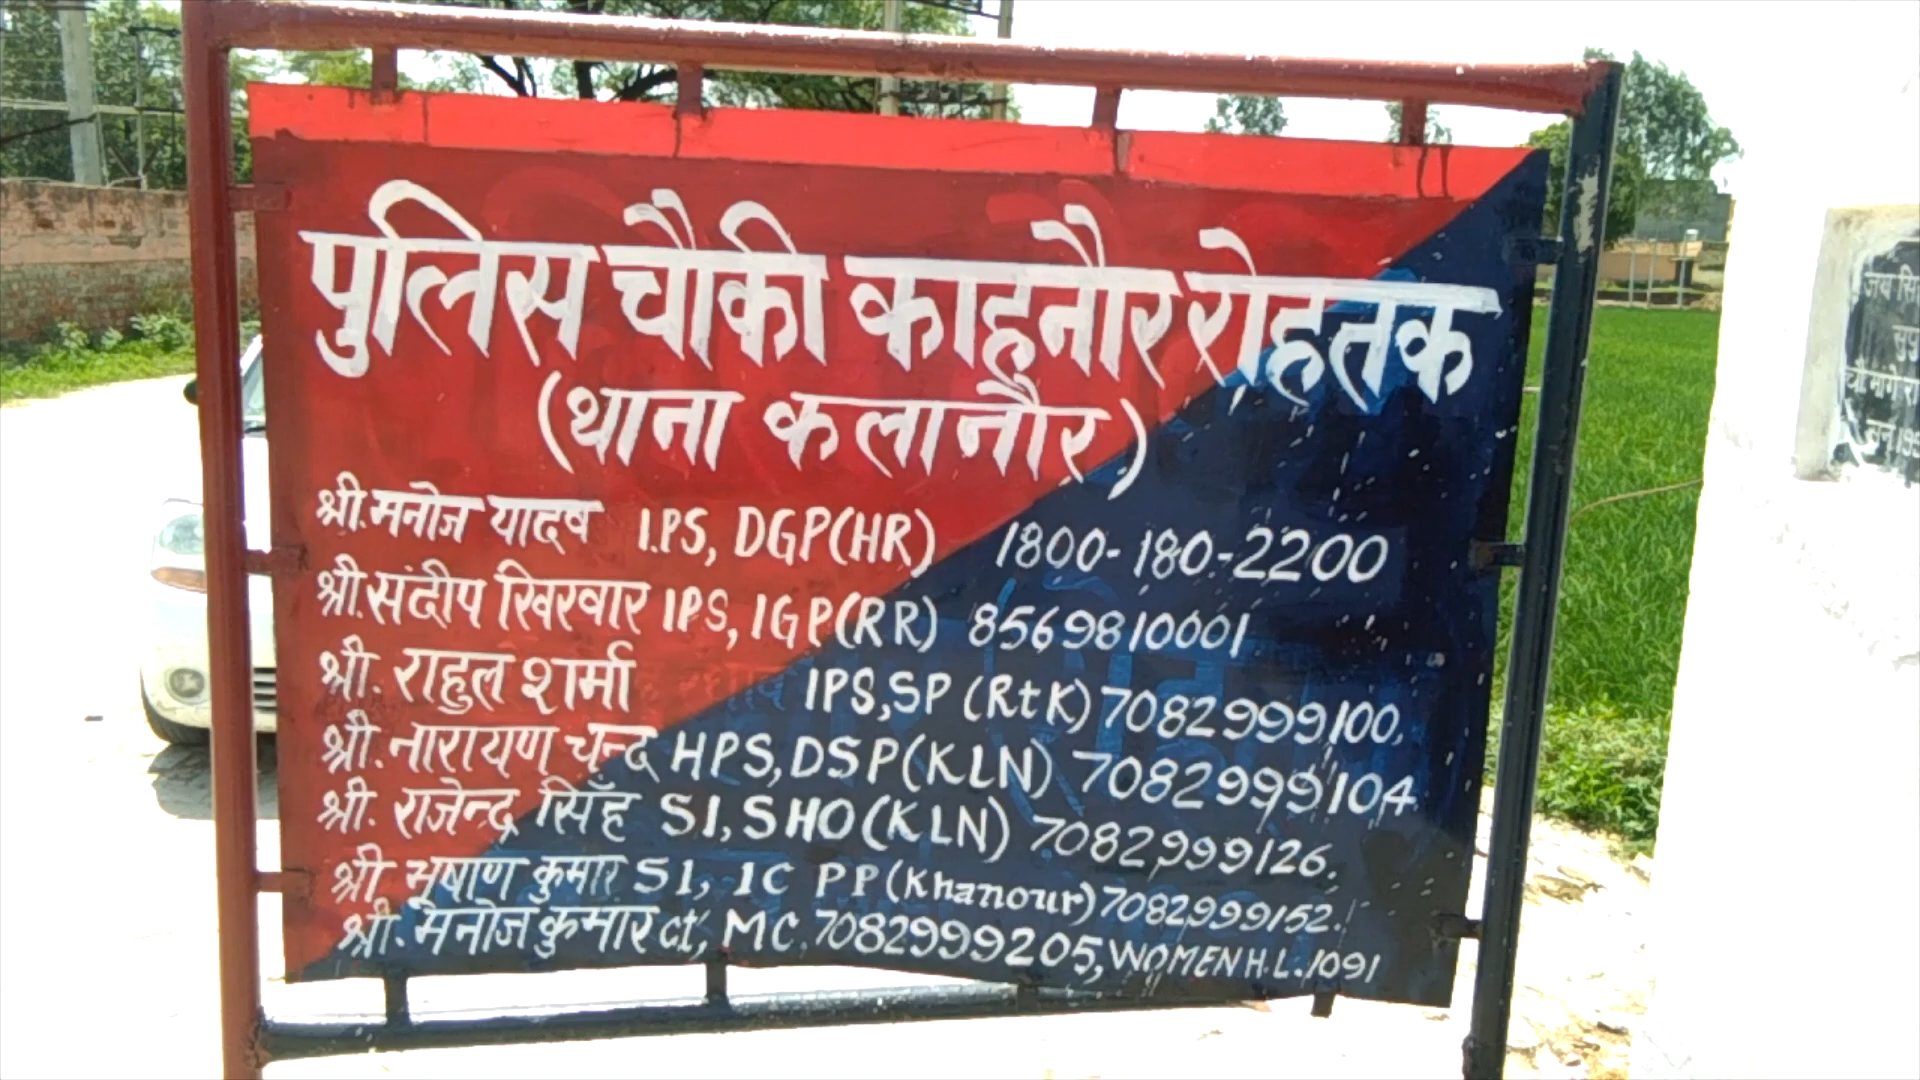 पुलिस चौकी काहनौर रोहतक
(थाना कलानौर)
श्री. मनोज यादव I.PS, DGP(HR) 1800-180-2200
श्री. संदीप खिरवार IPS, IGP(RR) 8569810001
श्री. राहुल शर्मा IPS,SP (RtK) 7082999100,
श्री. नारायण चन्द HPS, DSP(KLN) 7082999104
श्री. राजेन्द्र सिँह SI, SHO(KLN) 7082999126.
श्री भूषाण कुमार SI, IC PP(Khanour) 7082999152.
श्री. मनोज कुमार ct, MC. 7082999205, WOMEN H.L. 1091
जय